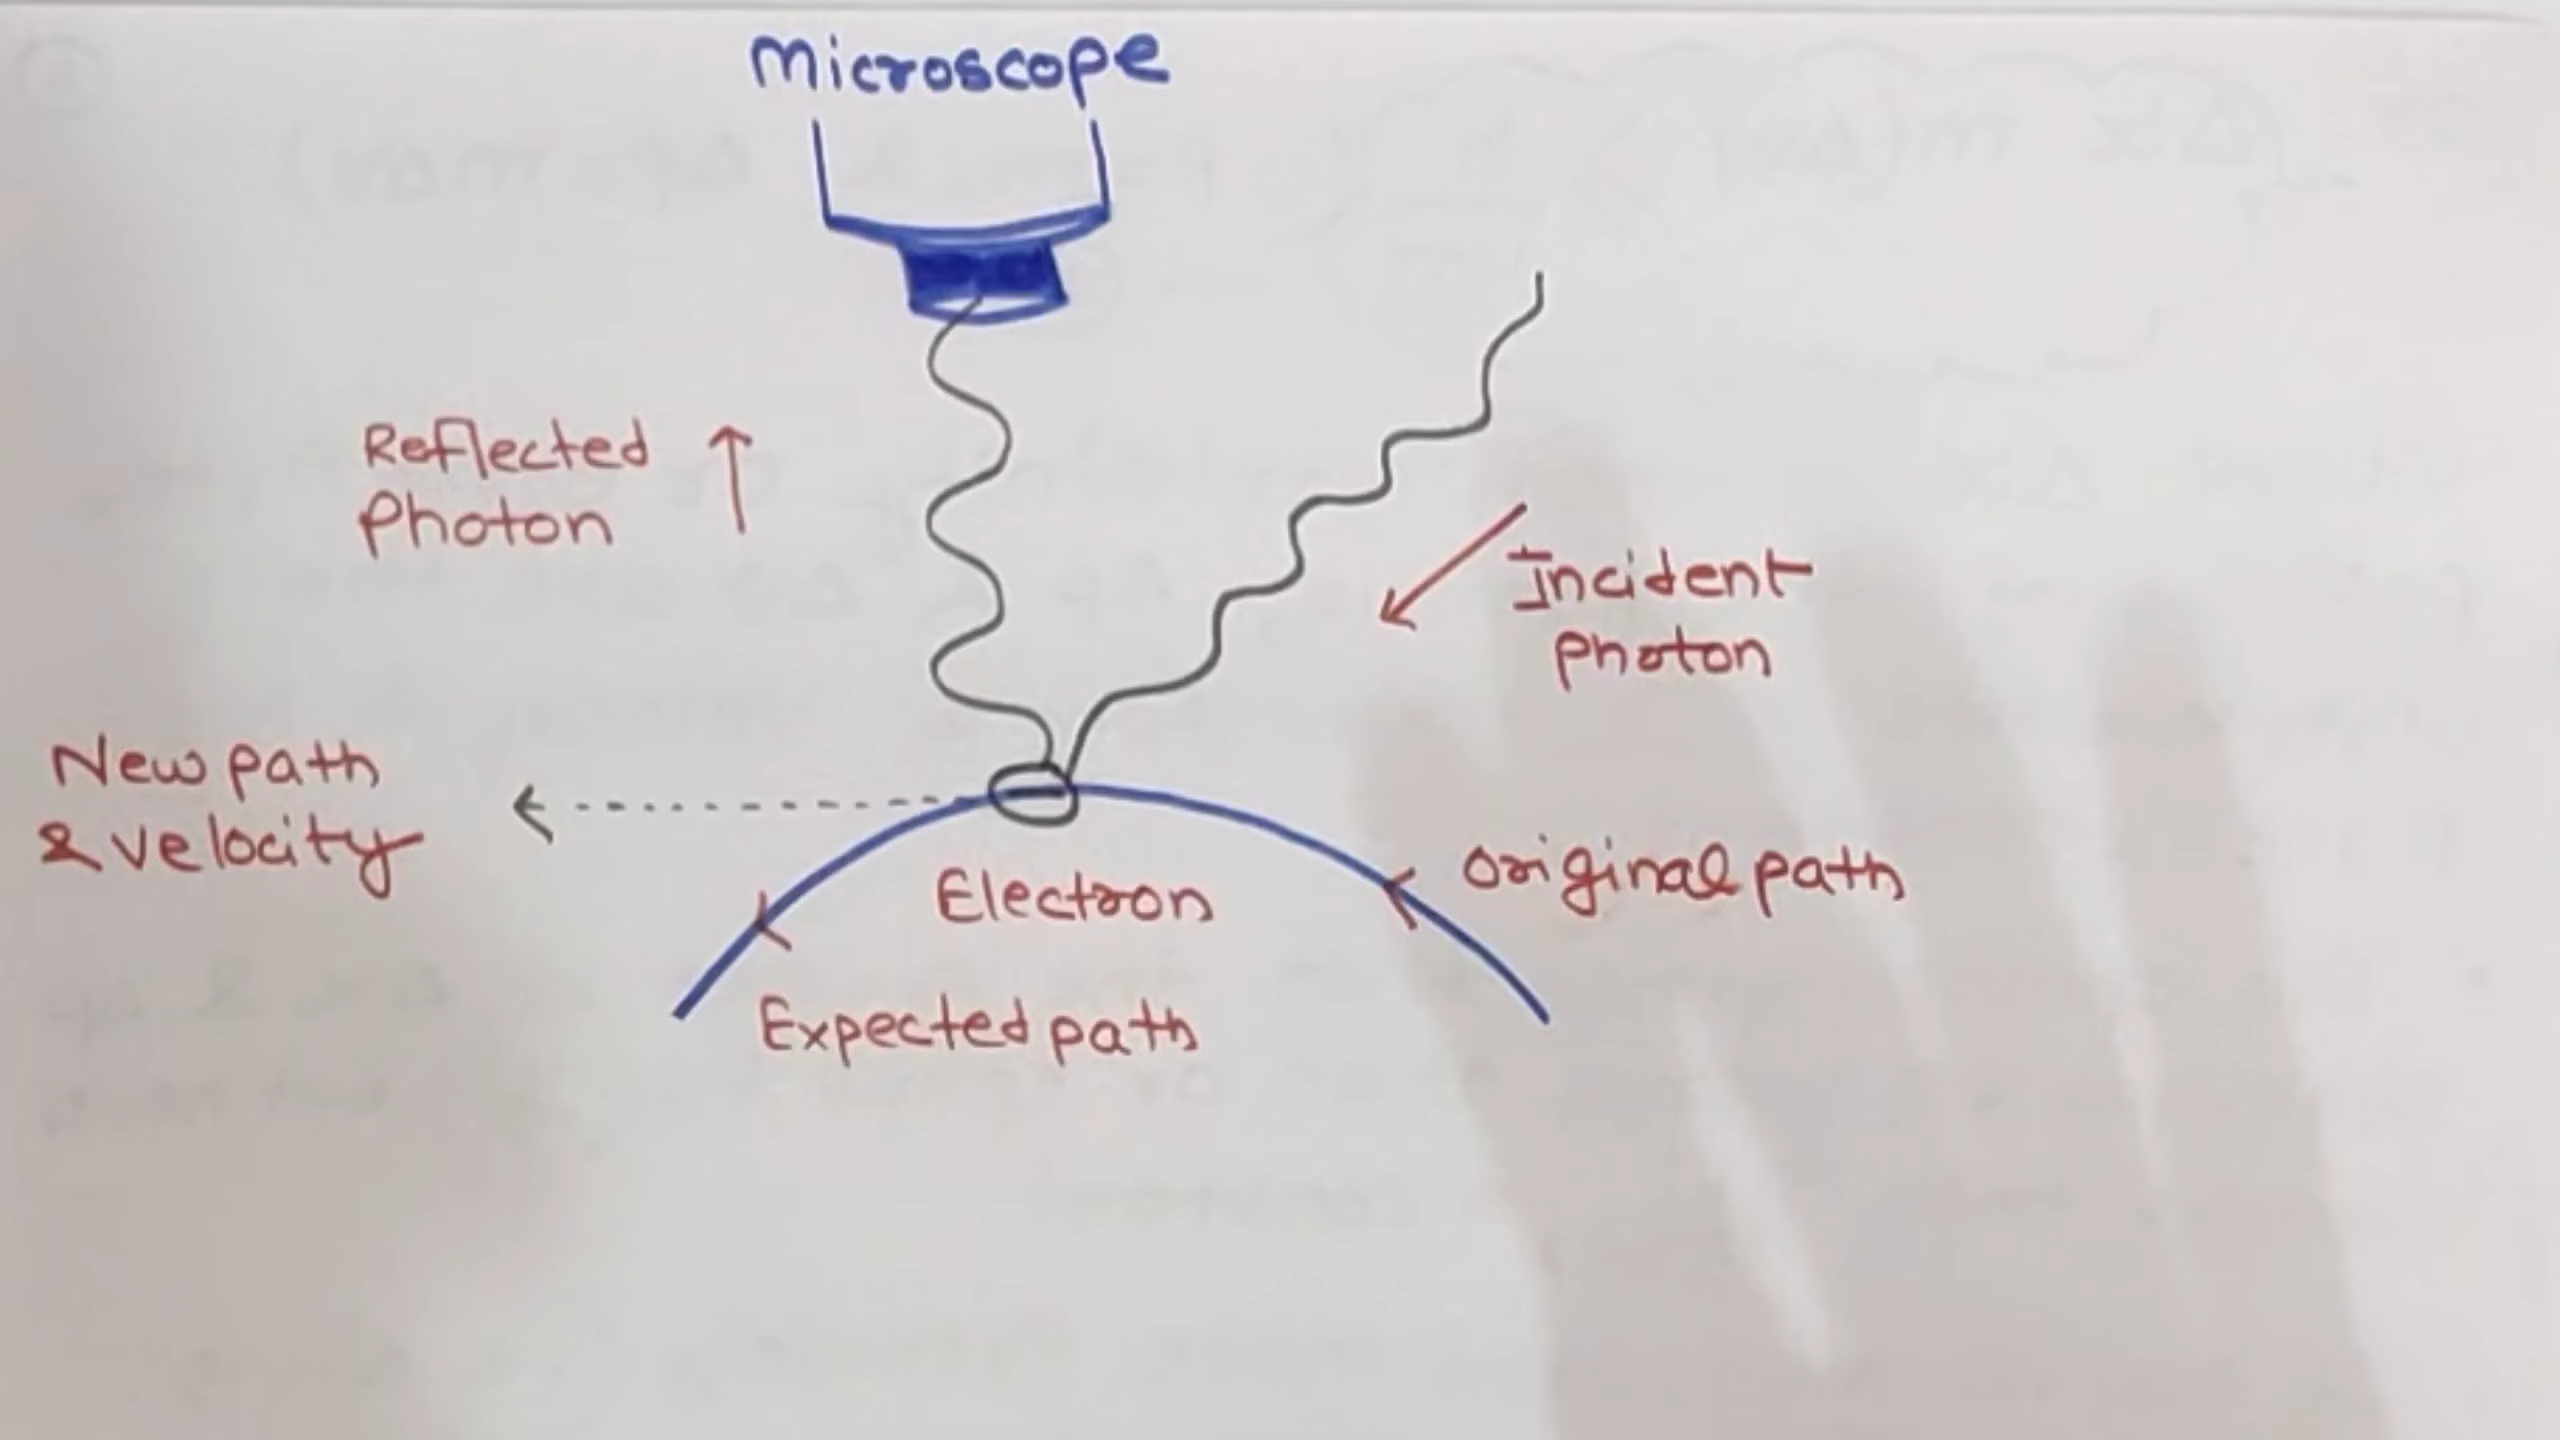 Microscope
Reflected
Photon
Incident
Photon
New path
& velocity
Electron
Original path
Expected path